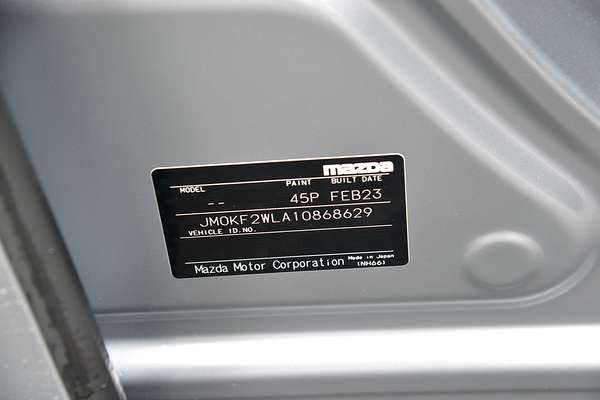 mazda
MODEL PAINT BUILT DATE
-- 45P FEB23
JM0KF2WLA10868629
VEHICLE ID.NO.
Mazda Motor Corporation Made in Japan
(NH66)